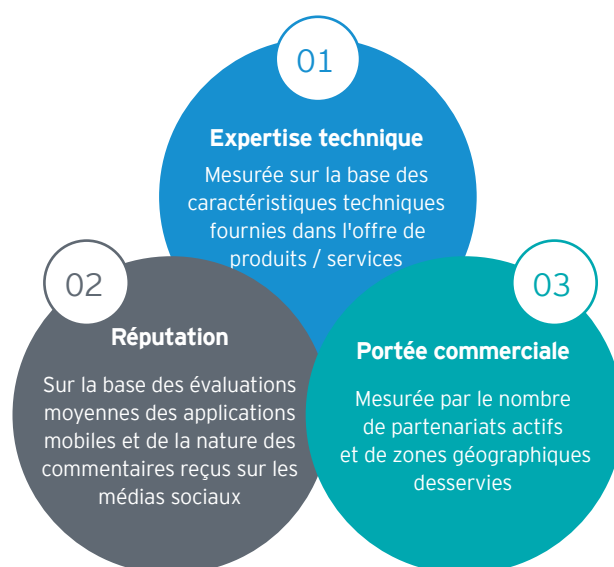 01
Expertise technique
Mesurée sur la base des
caractéristiques techniques
fournies dans l'offre de
produits / services
02
Réputation
Sur la base des évaluations
moyennes des applications
mobiles et de la nature des
commentaires reçus sur les
médias sociaux
03
Portée commerciale
Mesurée par le nombre
de partenariats actifs
et de zones géographiques
desservies